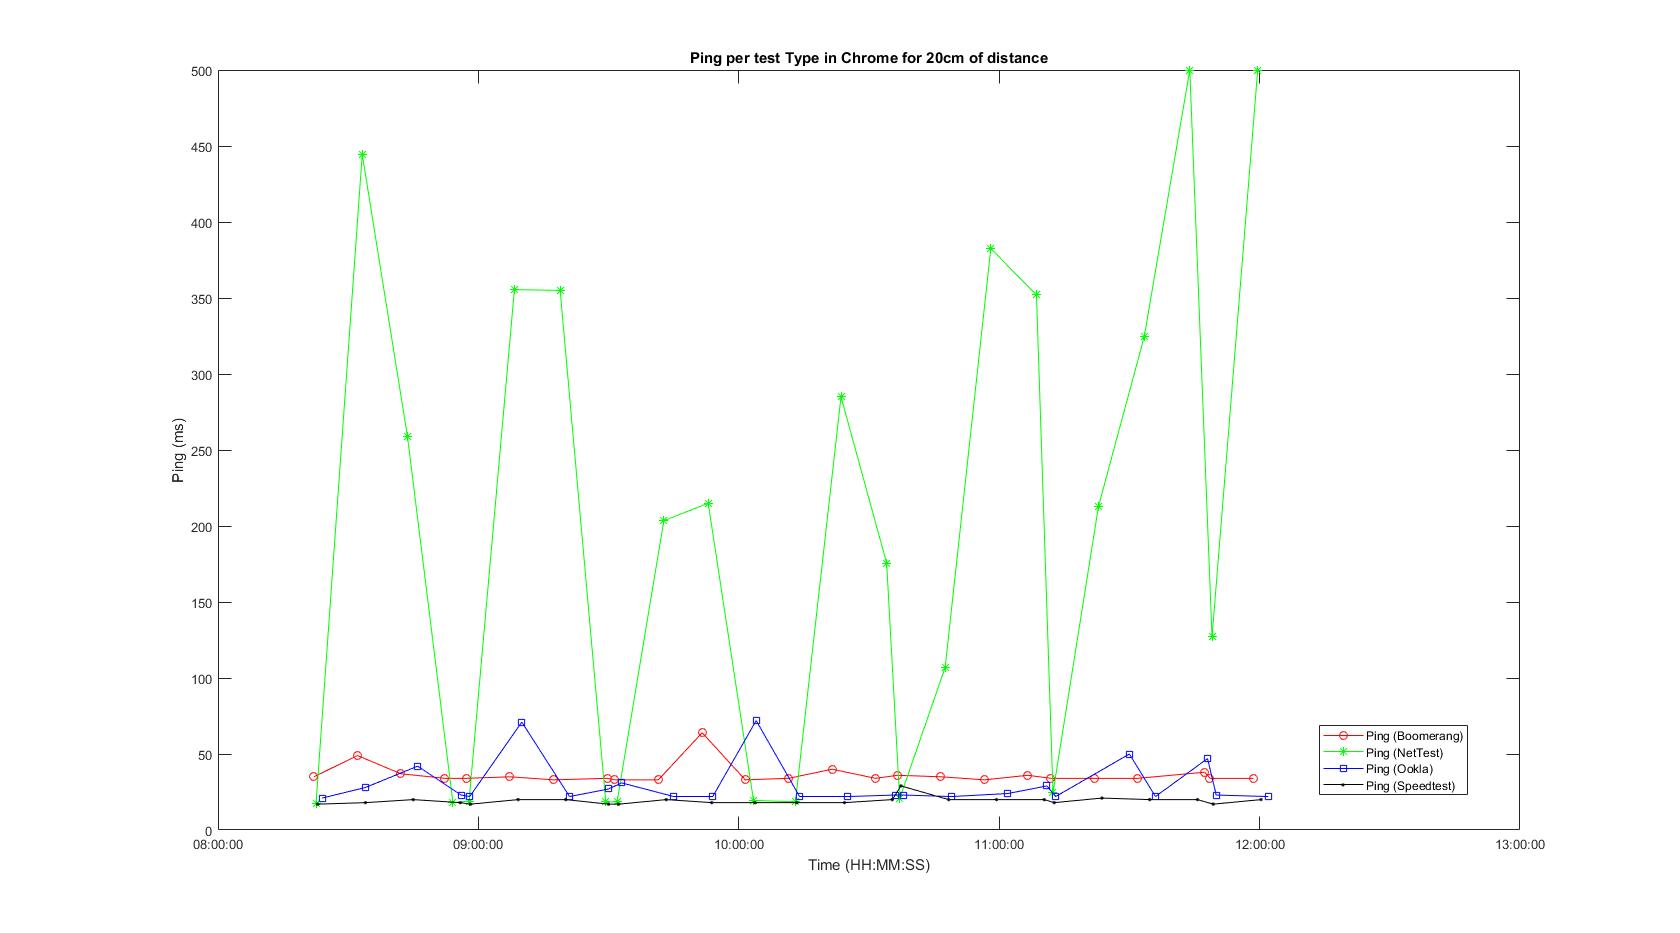 Ping per test Type in Chrome for 20cm of distance
500
450
400
350
300
250
200
150
100
50
0
Ping (ms)
08:00:00 09:00:00 10:00:00 11:00:00 12:00:00 13:00:00
Time (HH:MM:SS)
Ping (Boomerang)
Ping (NetTest)
Ping (Ookla)
Ping (Speedtest)